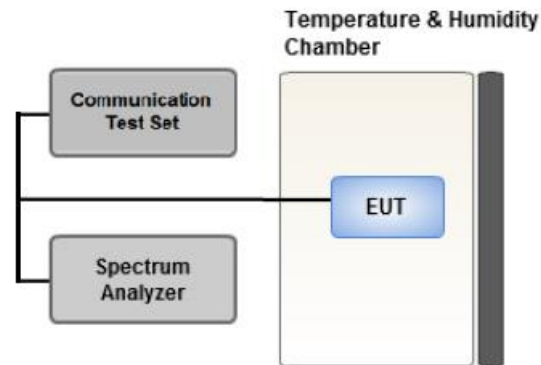 Temperature & Humidity
Chamber
Communication
Test Set
EUT
Spectrum
Analyzer